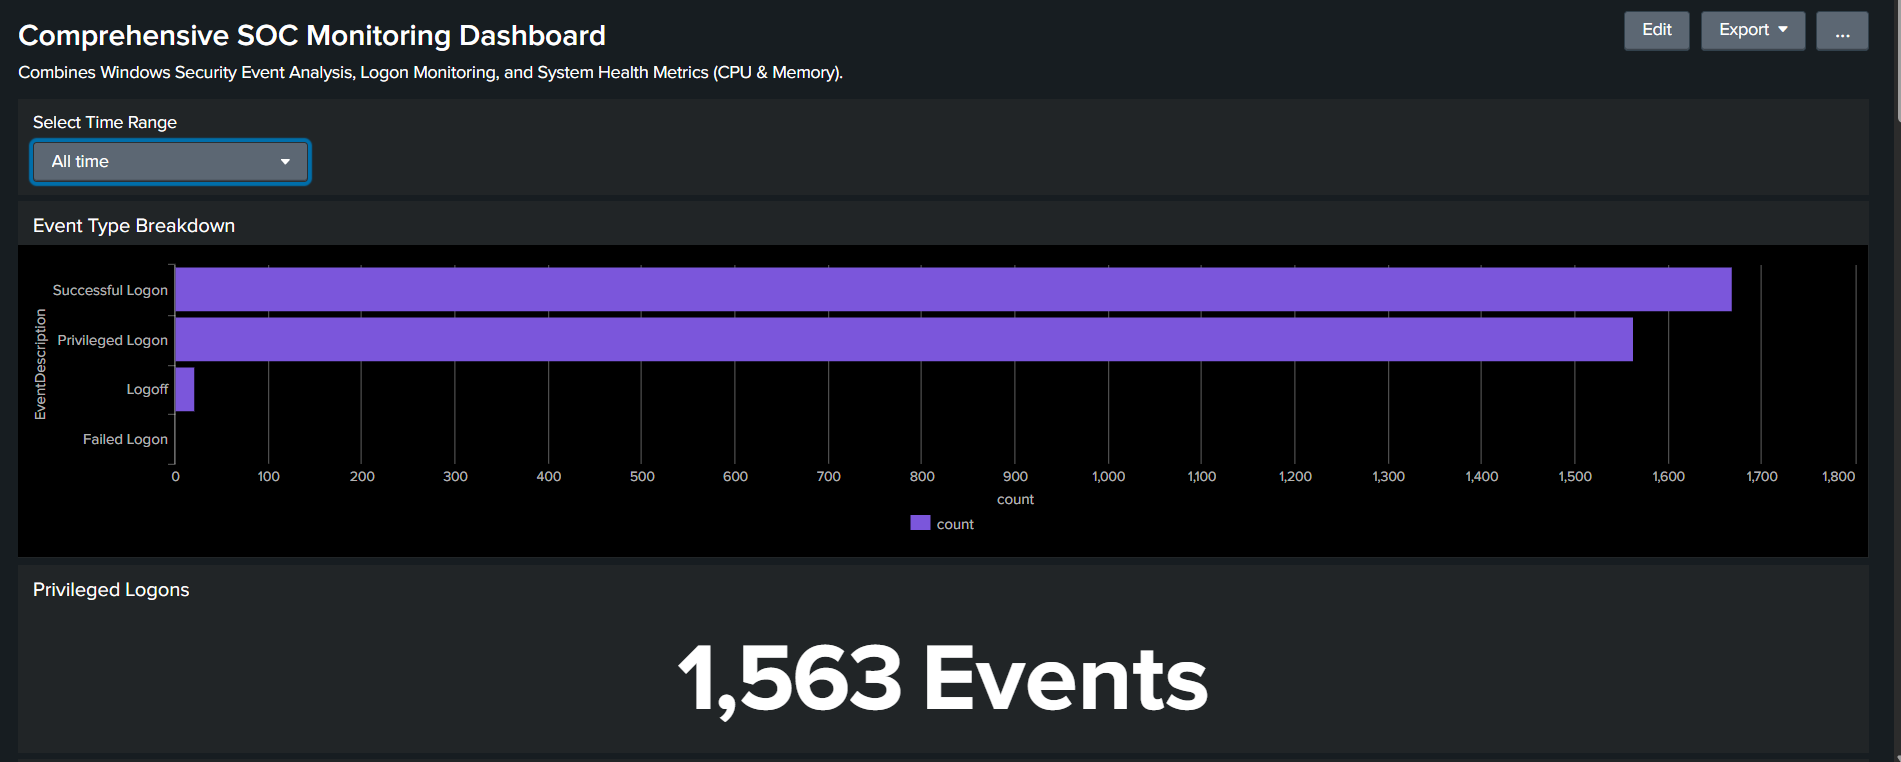 Comprehensive SOC Monitoring Dashboard
Edit
Export
...
Combines Windows Security Event Analysis, Logon Monitoring, and System Health Metrics (CPU & Memory).
Select Time Range
All time
Event Type Breakdown
EventDescription
Successful Logon
Privileged Logon
Logoff
Failed Logon
0 100 200 300 400 500 600 700 800 900 1,000 1,100 1,200 1,300 1,400 1,500 1,600 1,700 1,800
count
count
Privileged Logons
1,563 Events